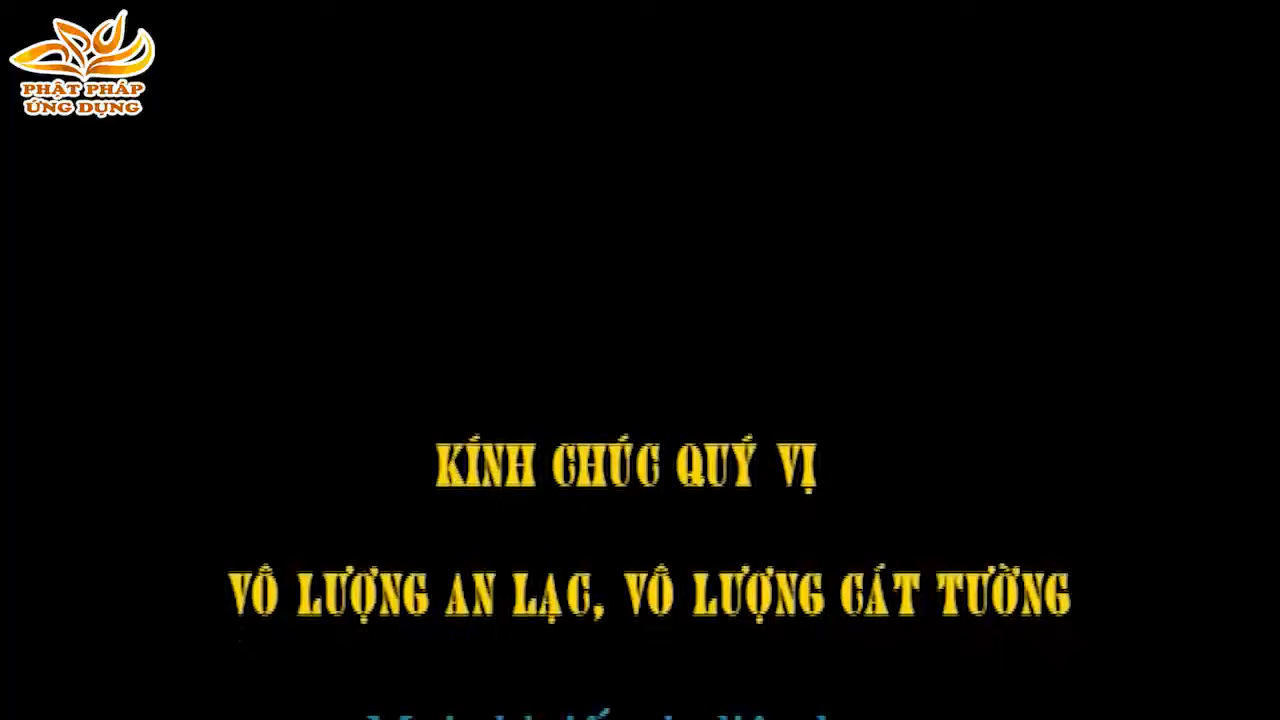 PHẬT PHÁP
ỨNG DỤNG
KÍNH CHÚC QUÝ VỊ
VÔ LƯỢNG AN LẠC, VÔ LƯỢNG CÁT TƯỜNG